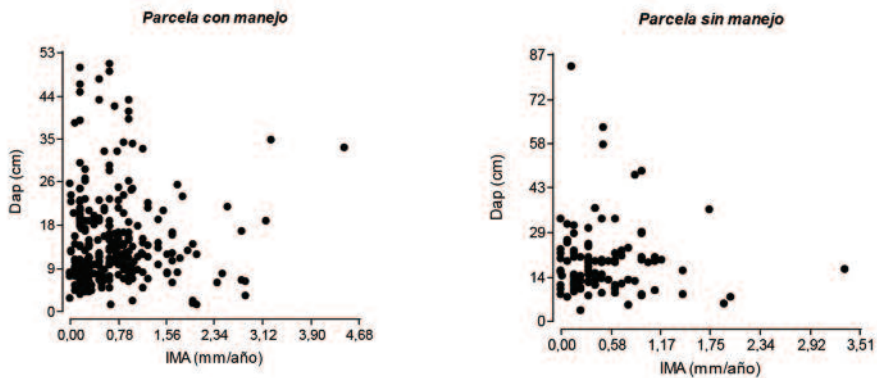 Parcela con manejo
53
44
35
26
18
9
0
Dap (cm)
0,00 0,78 1,56 2,34 3,12 3,90 4,68
IMA (mm/año)
Parcela sin manejo
87
72
58
43
29
14
0
Dap (cm)
0,00 0,58 1,17 1,75 2,34 2,92 3,51
IMA (mm/año)